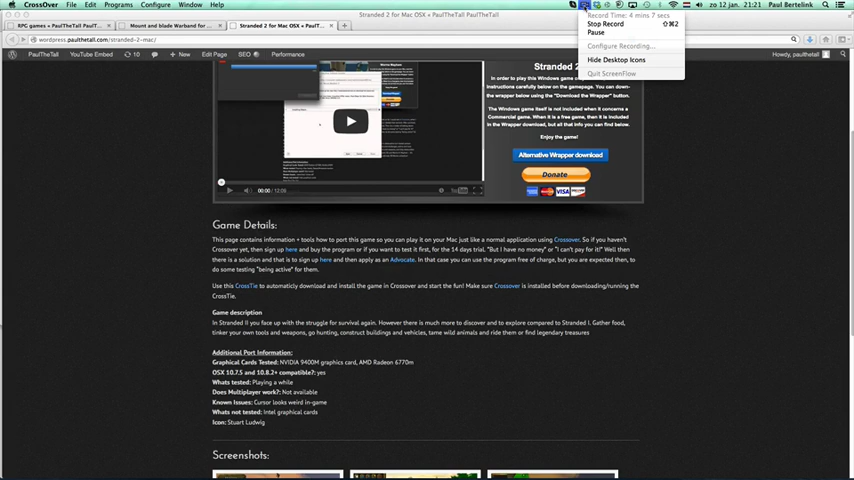 CrossOver File Edit Programs Configure Window Help
zo 12 jan. 21:21 Paul Bertelink
Record Time: 4 mins 7 secs
Stop Record ⇧⌘2
Pause
Configure Recording...
Hide Desktop Icons
Quit ScreenFlow
Stranded 2 for Mac OSX + PaulTheTall + PaulTheTall
RPG games + PaulTheTall + Paul...
Mount and blade Warband for...
Stranded 2 for Mac OSX + PaulT...
wordpress.paulthetall.com/stranded-2-mac/
PaulTheTall YouTube Embed New Edit Page SEO Performance
Howdy, paulthetall
Stranded 2
In order to play this Windows game
instructions carefully below on the gamepage. You can down-
the wrapper below using the "Download the Wrapper" button.
The Windows game itself is not included when it concerns a
Commercial game. When it is a free game, then it is included
in the Wrapper download, but all that info you can find below.
Enjoy the game!
Alternative Wrapper download
Donate
VISA
00:00 / 12:05
You Tube
Game Details:
This page contains information + tools how to port this game so you can play it on your Mac just like a normal application using Crossover. So if you haven't
Crossover yet, then sign up here and buy the program or if you want to test it first, for the 14 days trial. "But I have no money" or "I can't pay for it!" Well then
there is a solution and that is to sign up here and then apply as an Advocate. In that case you can use the program free of charge, but you are expected then, to
do some testing "being active" for them.
Use this CrossTie to automaticly download and install the game in Crossover and start the fun! Make sure Crossover is installed before downloading/running the
CrossTie.
Game description
In Stranded II you face up with the struggle for survival again. However there is much more to discover and to explore compared to Stranded I. Gather food,
tinker your own tools and weapons, go hunting, construct buildings and vehicles, tame wild animals and ride them or find legendary treasures
Additional Port Information:
Graphical Cards Tested: NVIDIA 9400M graphics card, AMD Radeon 6770m
OSX 10.7.5 and 10.8.2+ compatible?: yes
Whats tested: Playing a while
Does Multiplayer work?: Not available
Known Issues: Cursor looks weird in-game
Whats not tested: Intel graphical cards
Icon: Stuart Ludwig
Screenshots: